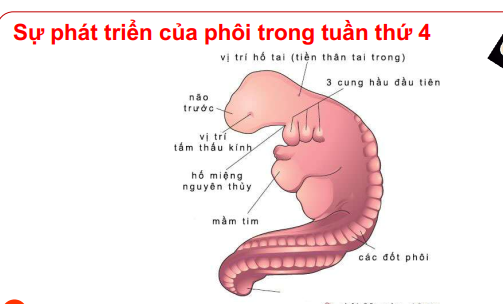 Sự phát triển của phôi trong tuần thứ 4
vị trí hố tai (tiền thân tai trong)
3 cung hầu đầu tiên
não
trước
vị trí
tấm thấu kính
hố miệng
nguyên thủy
mầm tim
các đốt phôi